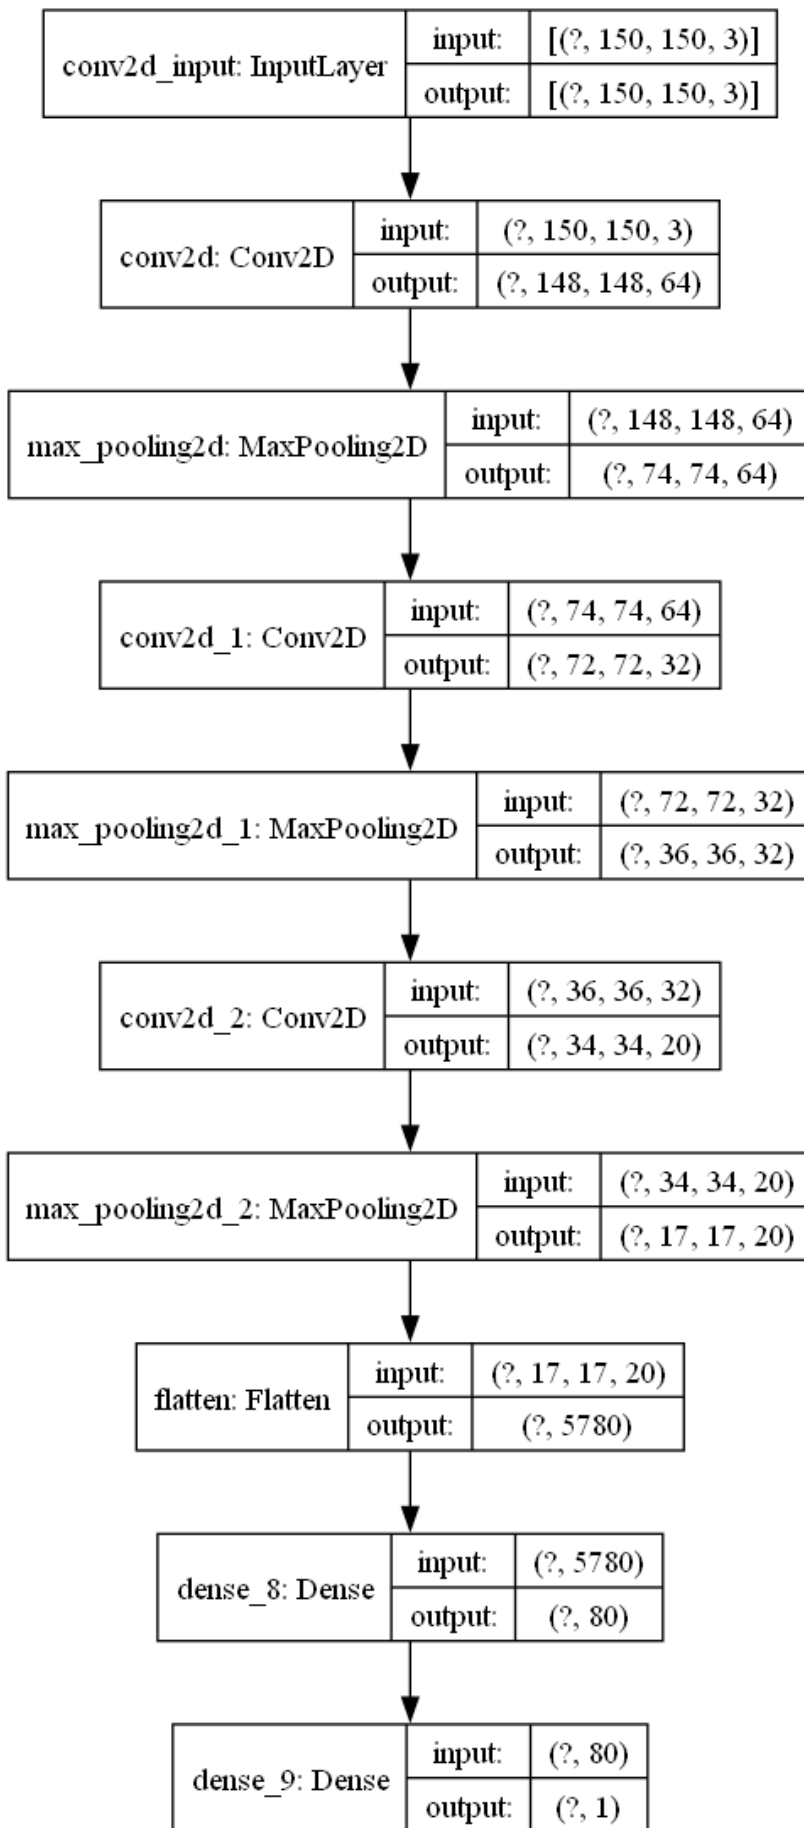 conv2d_input: InputLayer
input: [(?, 150, 150, 3)]
output: [(?, 150, 150, 3)]
conv2d: Conv2D
input: (?, 150, 150, 3)
output: (?, 148, 148, 64)
max_pooling2d: MaxPooling2D
input: (?, 148, 148, 64)
output: (?, 74, 74, 64)
conv2d_1: Conv2D
input: (?, 74, 74, 64)
output: (?, 72, 72, 32)
max_pooling2d_1: MaxPooling2D
input: (?, 72, 72, 32)
output: (?, 36, 36, 32)
conv2d_2: Conv2D
input: (?, 36, 36, 32)
output: (?, 34, 34, 20)
max_pooling2d_2: MaxPooling2D
input: (?, 34, 34, 20)
output: (?, 17, 17, 20)
flatten: Flatten
input: (?, 17, 17, 20)
output: (?, 5780)
dense_8: Dense
input: (?, 5780)
output: (?, 80)
dense_9: Dense
input: (?, 80)
output: (?, 1)